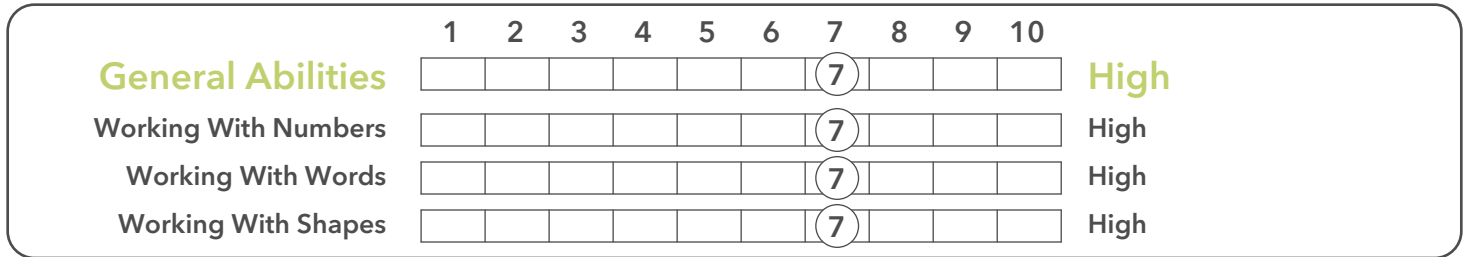 1 2 3 4 5 6 7 8 9 10
General Abilities 7 High
Working With Numbers 7 High
Working With Words 7 High
Working With Shapes 7 High